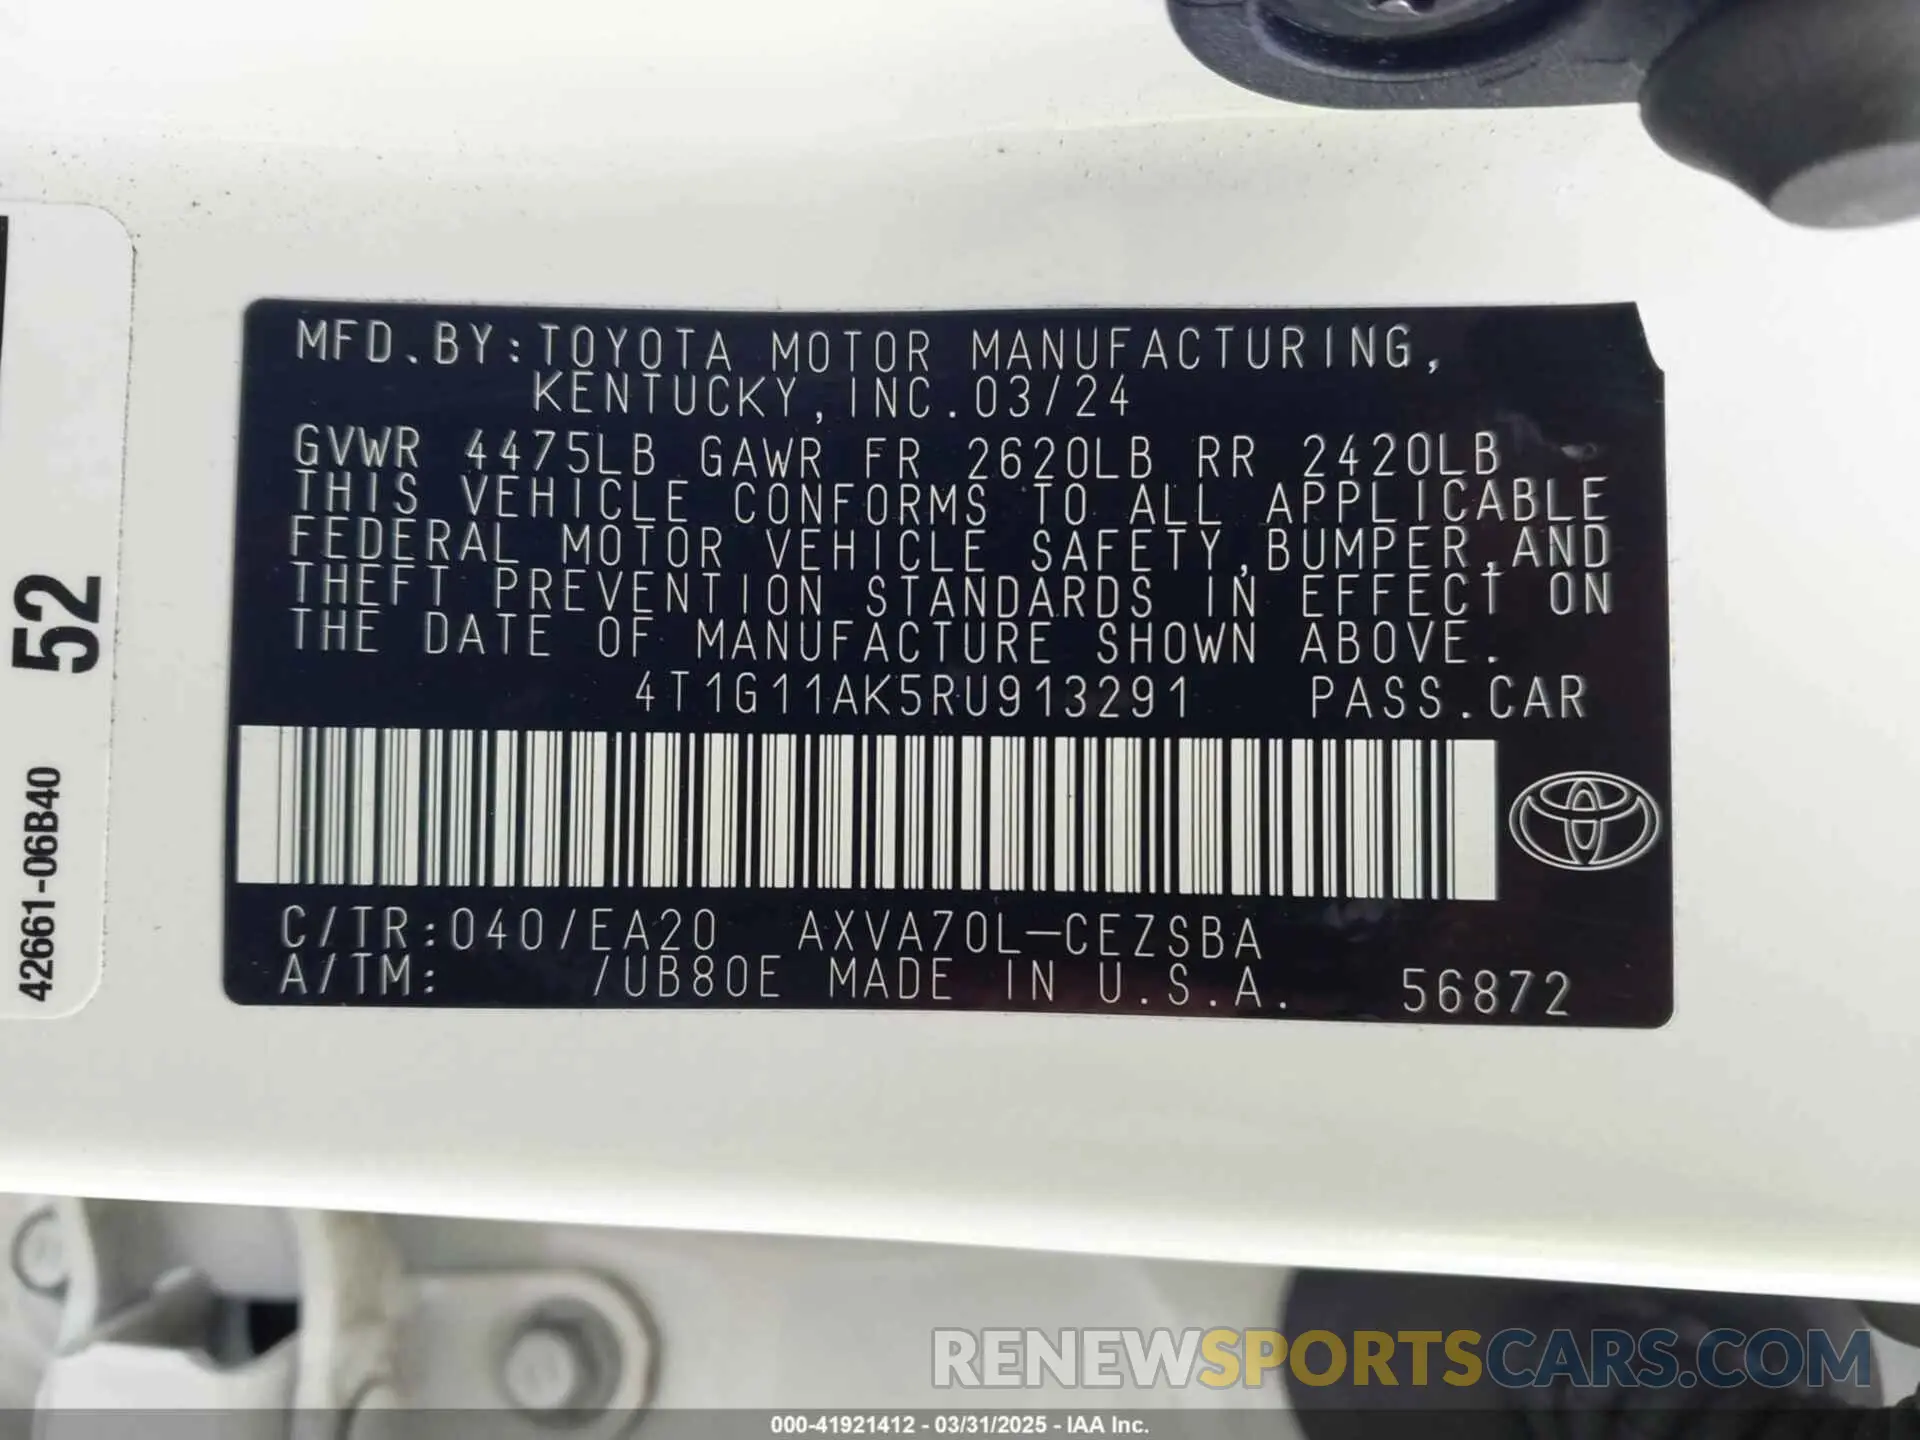 MFD.BY:TOYOTA MOTOR MANUFACTURING,
KENTUCKY,INC.03/24
GVWR 4475LB GAWR FR 2620LB RR 2420LB
THIS VEHICLE CONFORMS TO ALL APPLICABLE
FEDERAL MOTOR VEHICLE SAFETY,BUMPER,AND
THEFT PREVENTION STANDARDS IN EFFECT ON
THE DATE OF MANUFACTURE SHOWN ABOVE.
4T1G11AK5RU913291 PASS.CAR
C/TR:040/EA20 AXVA70L-CEZSBA
A/TM: /UB80E MADE IN U.S.A. 56872
52
42661-06B40
RENEWSPORTSCARS.COM
000-41921412 - 03/31/2025 - IAA Inc.